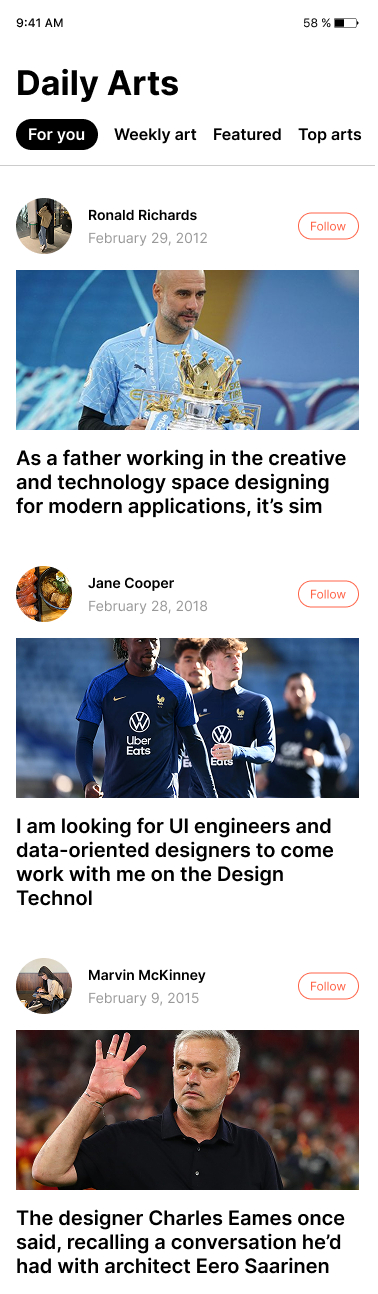 9:41 AM
58 %
Daily Arts
For you
Weekly art
Featured
Top arts
Ronald Richards
February 29, 2012
Follow
As a father working in the creative
and technology space designing
for modern applications, it’s sim
Jane Cooper
February 28, 2018
Follow
Uber
Eats
Eats
I am looking for UI engineers and
data-oriented designers to come
work with me on the Design
Technol
Marvin McKinney
February 9, 2015
Follow
The designer Charles Eames once
said, recalling a conversation he’d
had with architect Eero Saarinen